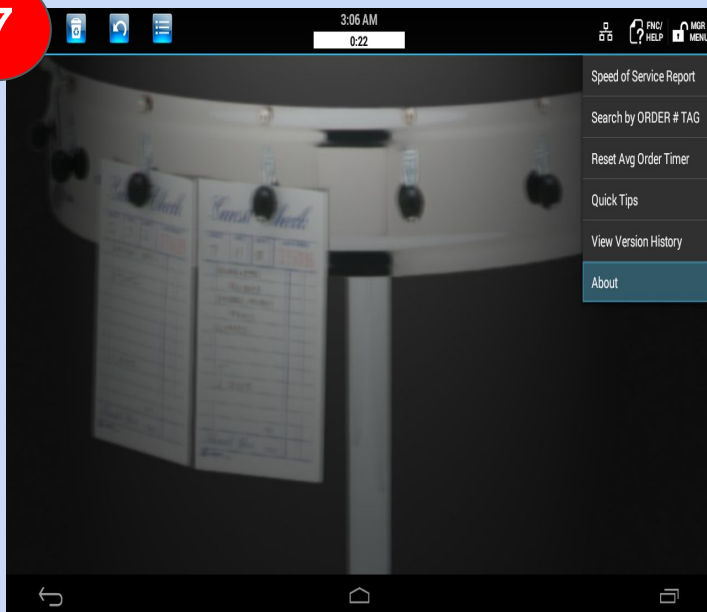 7
3:06 AM
0:22
FNC/
HELP
MGR
MENU
Speed of Service Report
Search by ORDER # TAG
Reset Avg Order Timer
Quick Tips
View Version History
About
Guest Check
Guest Check